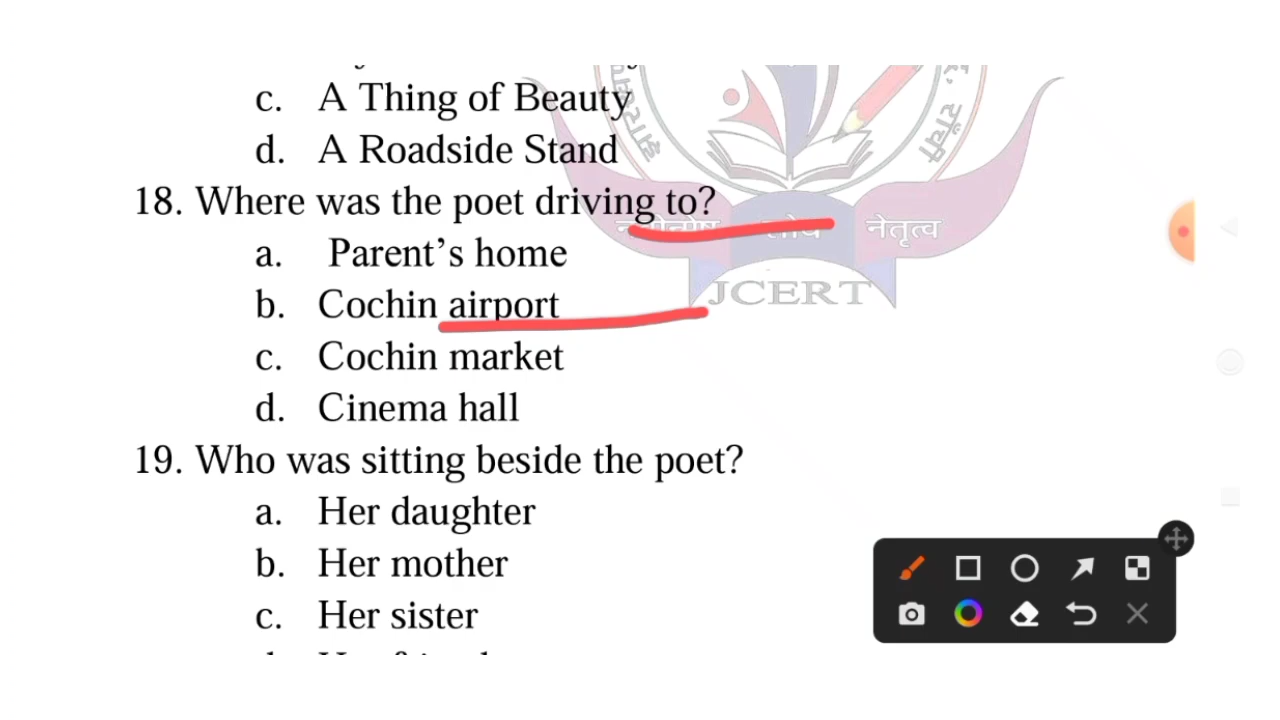 c. A Thing of Beauty
d. A Roadside Stand
18. Where was the poet driving to?
नेतृत्व
a. Parent’s home
JCERT
b. Cochin airport
c. Cochin market
d. Cinema hall
19. Who was sitting beside the poet?
a. Her daughter
b. Her mother
c. Her sister